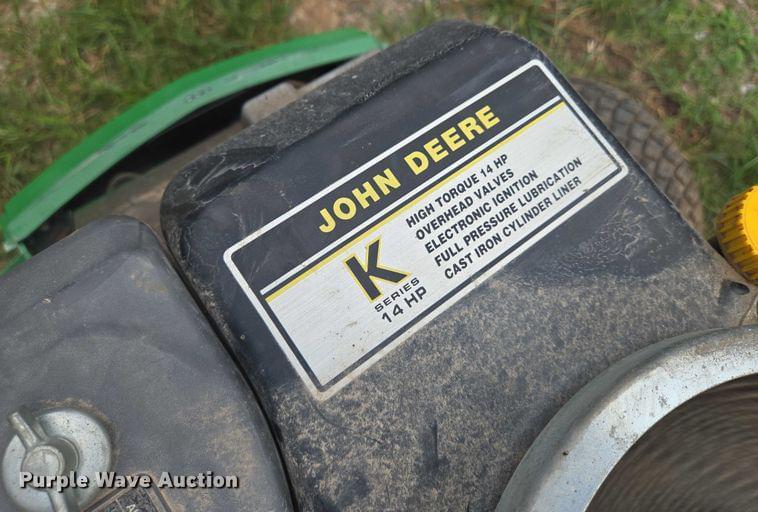 JOHN DEERE
K
SERIES
14 HP
HIGH TORQUE 14 HP
OVERHEAD VALVES
ELECTRONIC IGNITION
FULL PRESSURE LUBRICATION
CAST IRON CYLINDER LINER
Purple Wave Auction